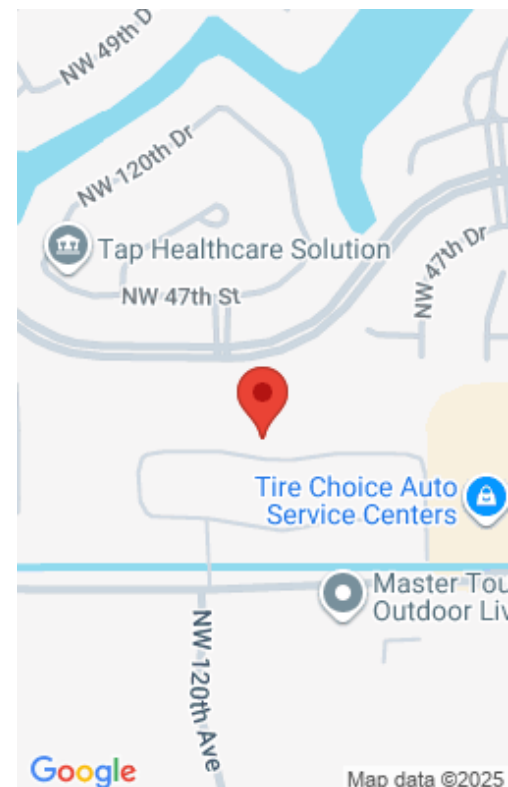 NW 49th D
NW 120th Dr
Tap Healthcare Solution
NW 47th Dr
NW 47th St
Tire Choice Auto
Service Centers
Master Tou
Outdoor Liv
NW 120th Ave
Google
Map data ©2025